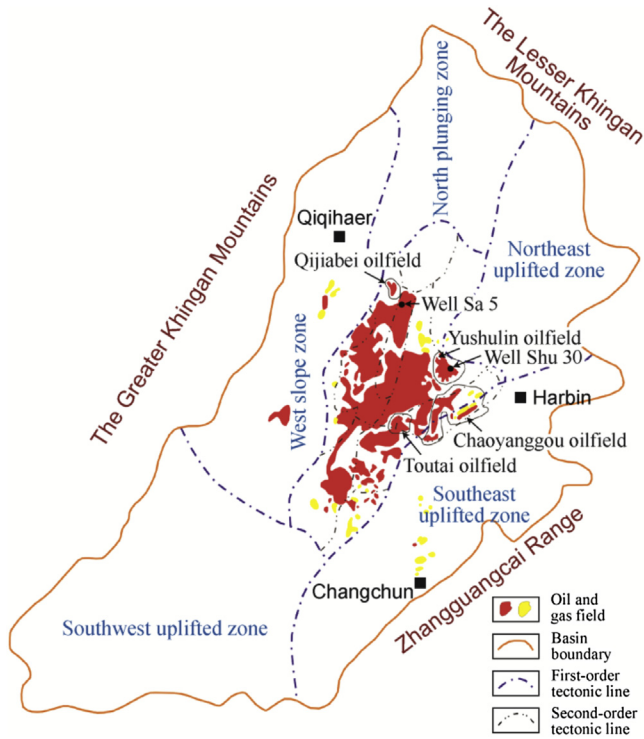 The Lesser Khingan
Mountains
North plunging zone
The Greater Khingan Mountains
Qiqihaer
Qijiabei oilfield
Northeast
uplifted zone
Well Sa 5
Yushulin oilfield
Well Shu 30
West slope zone
Harbin
Chaoyanggou oilfield
Toutai oilfield
Southeast
uplifted zone
Zhangguangcai Range
Changchun
Southwest uplifted zone
Oil and
gas field
Basin
boundary
First-order
tectonic line
Second-order
tectonic line